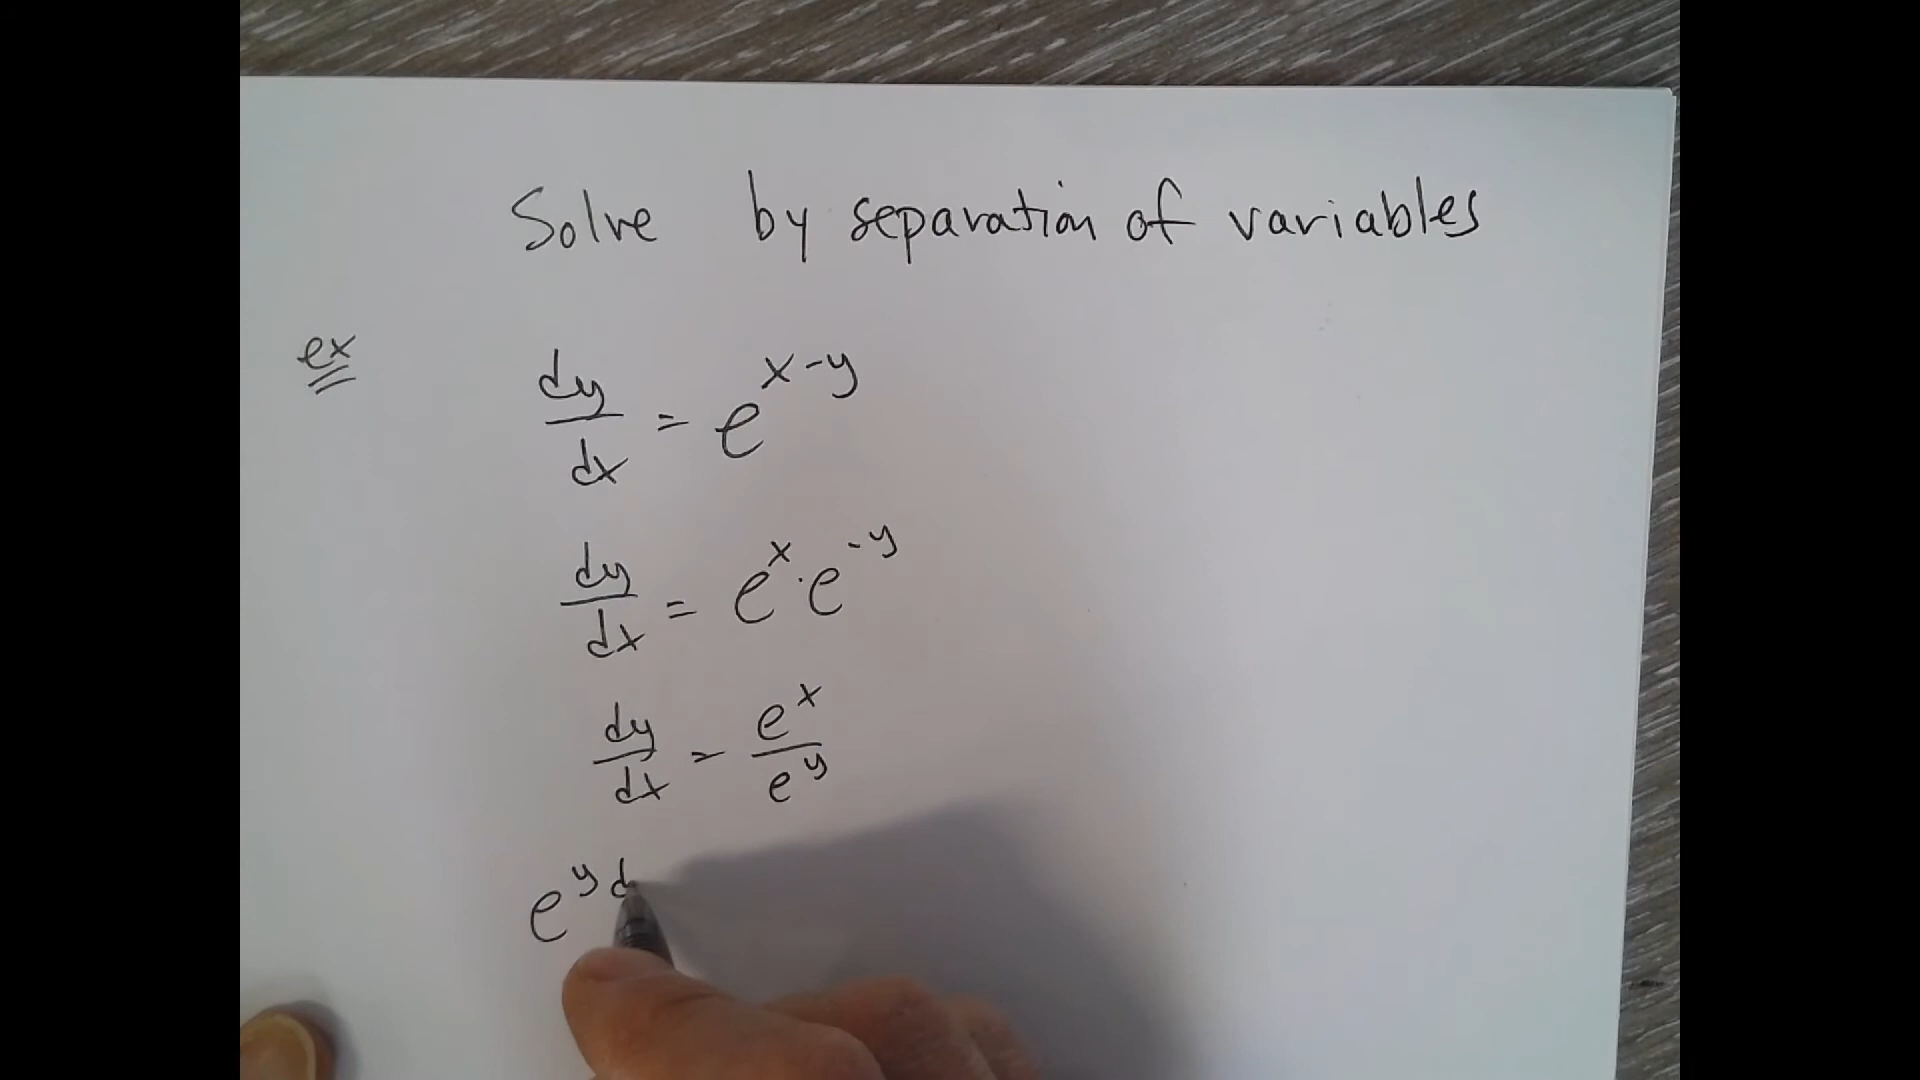 Solve by separation of variables
ex
dy/dx = e^(x-y)
dy/dx = e^x · e^(-y)
dy/dx = e^x/e^y
e^y d